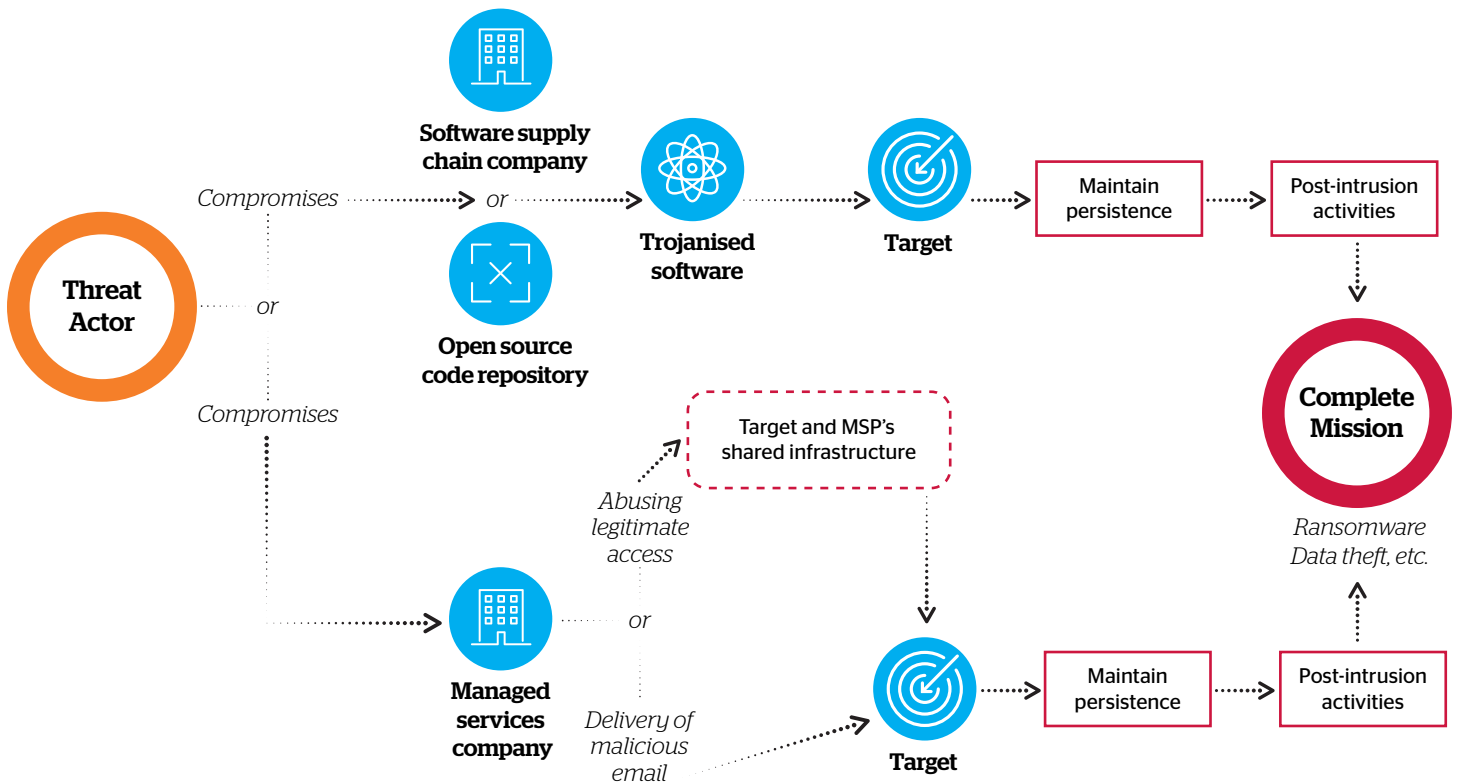 Software supply
chain company
Compromises
or
Trojanised
software
Target
Maintain
persistence
Post-intrusion
activities
Threat
Actor
or
Open source
code repository
Compromises
Target and MSP's
shared infrastructure
Complete
Mission
Abusing
legitimate
access
Ransomware
Data theft, etc.
or
Managed
services
company
Delivery of
malicious
email
Target
Maintain
persistence
Post-intrusion
activities